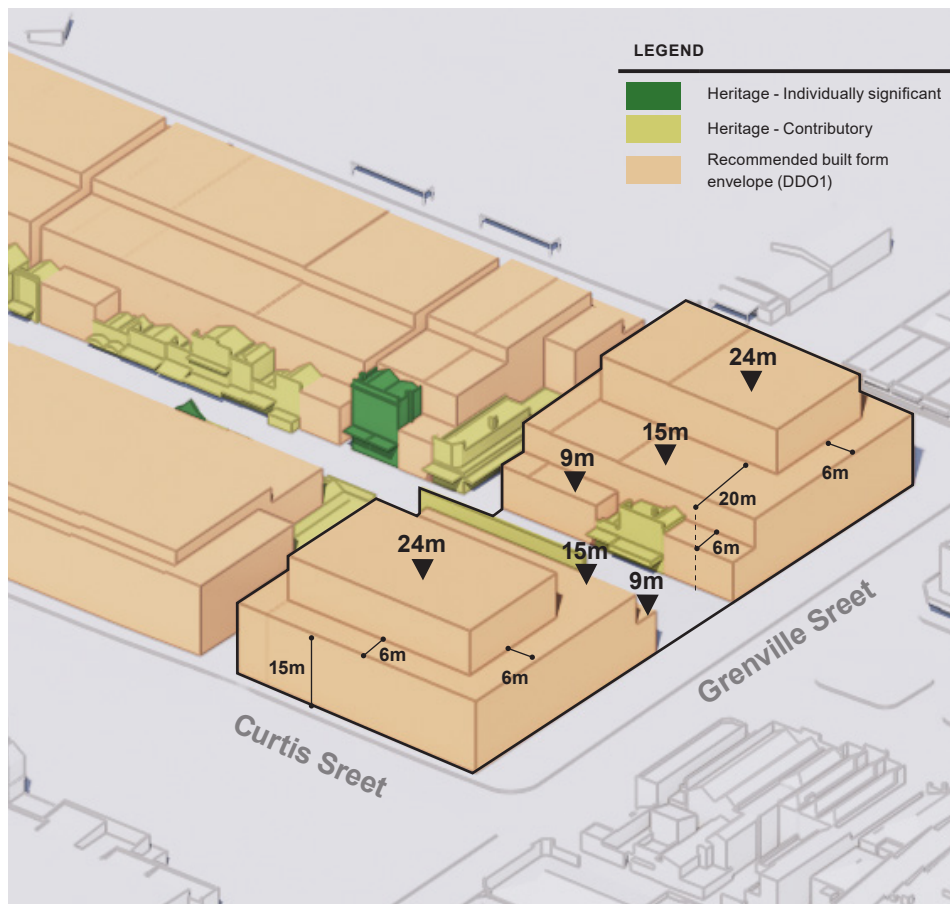 LEGEND
Heritage - Individually significant
Heritage - Contributory
Recommended built form
envelope (DDO1)
24m
15m
9m
6m
20m
6m
24m
15m
9m
15m
6m
6m
Grenville Sreet
Curtis Sreet